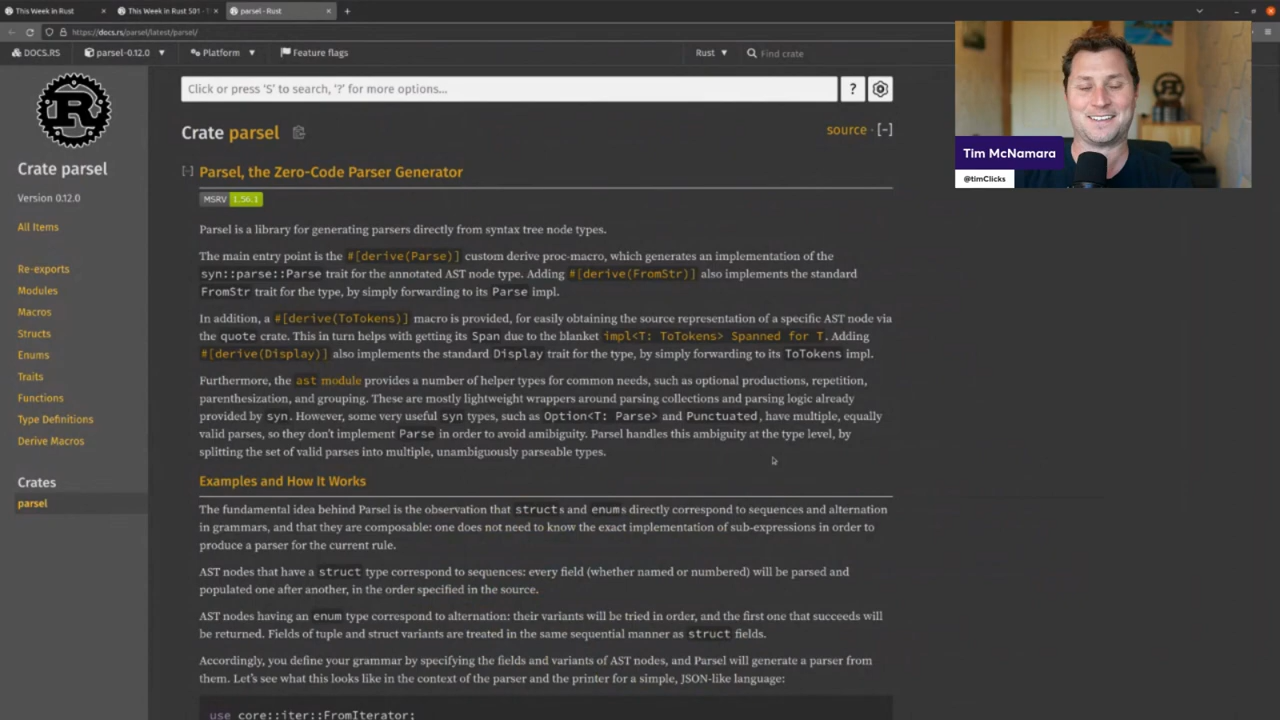 This Week in Rust
This Week in Rust 501 · T
parsel - Rust
https://docs.rs/parsel/latest/parsel/
DOCS.RS
parsel-0.12.0
Platform
Feature flags
Rust
Find crate
R
Crate parsel
Version 0.12.0
All Items
Re-exports
Modules
Macros
Structs
Enums
Traits
Functions
Type Definitions
Derive Macros
Crates
parsel
Click or press 'S' to search, '?' for more options...
?
Crate parsel
source · [-]
[-] Parsel, the Zero-Code Parser Generator
MSRV 1.56.1
Parsel is a library for generating parsers directly from syntax tree node types.
The main entry point is the #[derive(Parse)] custom derive proc-macro, which generates an implementation of the
syn::parse::Parse trait for the annotated AST node type. Adding #[derive(FromStr)] also implements the standard
FromStr trait for the type, by simply forwarding to its Parse impl.
In addition, a #[derive(ToTokens)] macro is provided, for easily obtaining the source representation of a specific AST node via
the quote crate. This in turn helps with getting its Span due to the blanket impl<T: ToTokens> Spanned for T. Adding
#[derive(Display)] also implements the standard Display trait for the type, by simply forwarding to its ToTokens impl.
Furthermore, the ast module provides a number of helper types for common needs, such as optional productions, repetition,
parenthesization, and grouping. These are mostly lightweight wrappers around parsing collections and parsing logic already
provided by syn. However, some very useful syn types, such as Option<T: Parse> and Punctuated, have multiple, equally
valid parses, so they don't implement Parse in order to avoid amibiguity. Parsel handles this ambiguity at the type level, by
splitting the set of valid parses into multiple, unambiguously parseable types.
Examples and How It Works
The fundamental idea behind Parsel is the observation that structs and enums directly correspond to sequences and alternation
in grammars, and that they are composable: one does not need to know the exact implementation of sub-expressions in order to
produce a parser for the current rule.
AST nodes that have a struct type correspond to sequences: every field (whether named or numbered) will be parsed and
populated one after another, in the order specified in the source.
AST nodes having an enum type correspond to alternation: their variants will be tried in order, and the first one that succeeds will
be returned. Fields of tuple and struct variants are treated in the same sequential manner as struct fields.
Accordingly, you define your grammar by specifying the fields and variants of AST nodes, and Parsel will generate a parser from
them. Let's see what this looks like in the context of the parser and the printer for a simple, JSON-like language:
use core::iter::FromIterator;
Tim McNamara
@timClicks